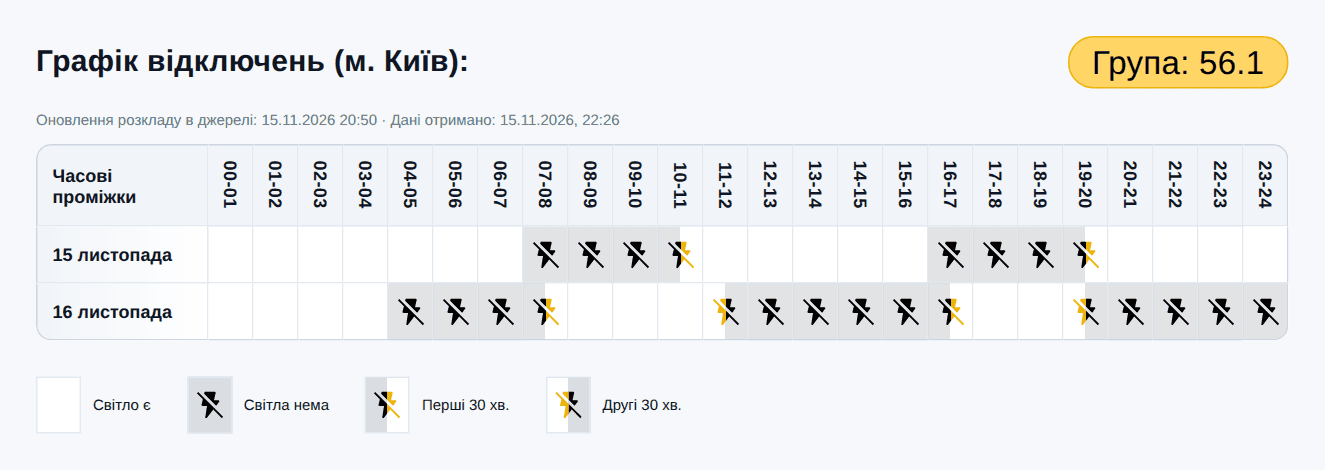 Графік відключень (м. Київ):
Група: 56.1
Оновлення розкладу в джерелі: 15.11.2026 20:50 · Дані отримано: 15.11.2026, 22:26
Часові
проміжки
00-01
01-02
02-03
03-04
04-05
05-06
06-07
07-08
08-09
09-10
10-11
11-12
12-13
13-14
14-15
15-16
16-17
17-18
18-19
19-20
20-21
21-22
22-23
23-24
15 листопада
16 листопада
Світло є
Світла нема
Перші 30 хв.
Другі 30 хв.